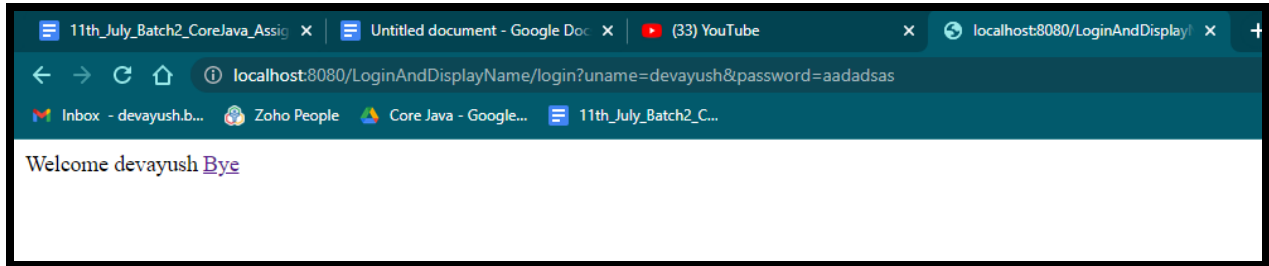 11th_July_Batch2_CoreJava_Assig
Untitled document - Google Doc
(33) YouTube
localhost:8080/LoginAndDisplayN
localhost:8080/LoginAndDisplayName/login?uname=devayush&password=aadadsas
Inbox - devayush.b...
Zoho People
Core Java - Google...
11th_July_Batch2_C...
Welcome devayush Bye